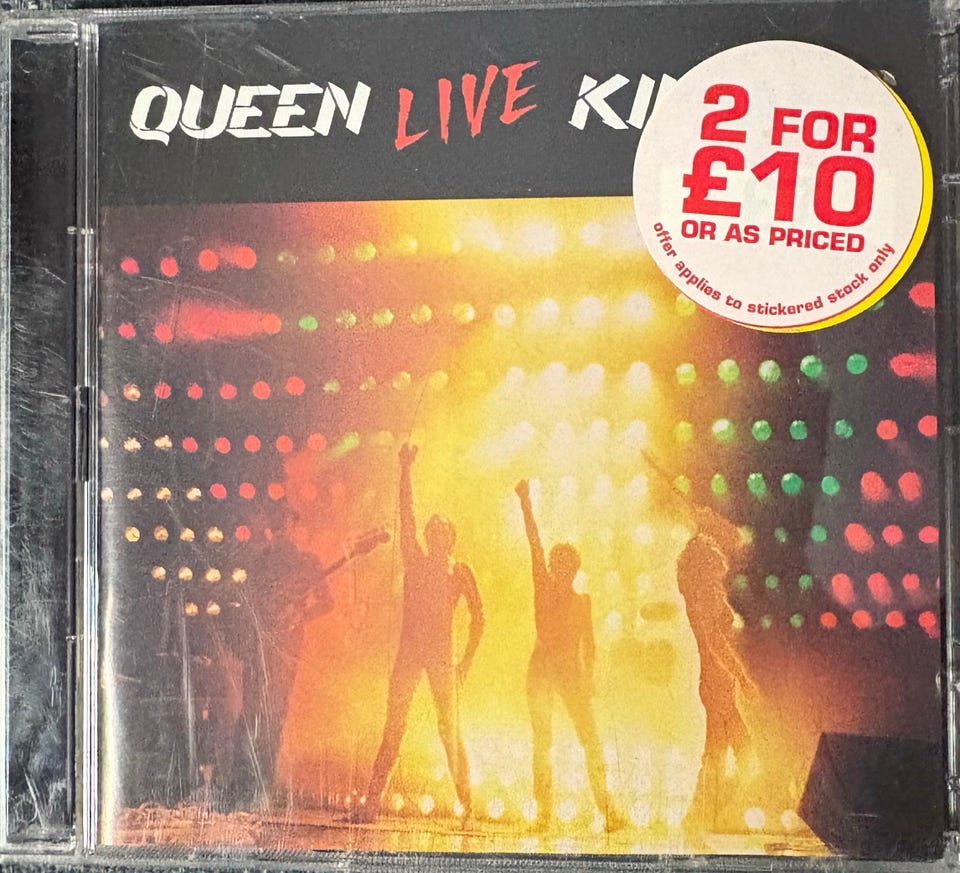 QUEEN LIVE KI
2 FOR
£10
OR AS PRICED
offer applies to stickered stock only